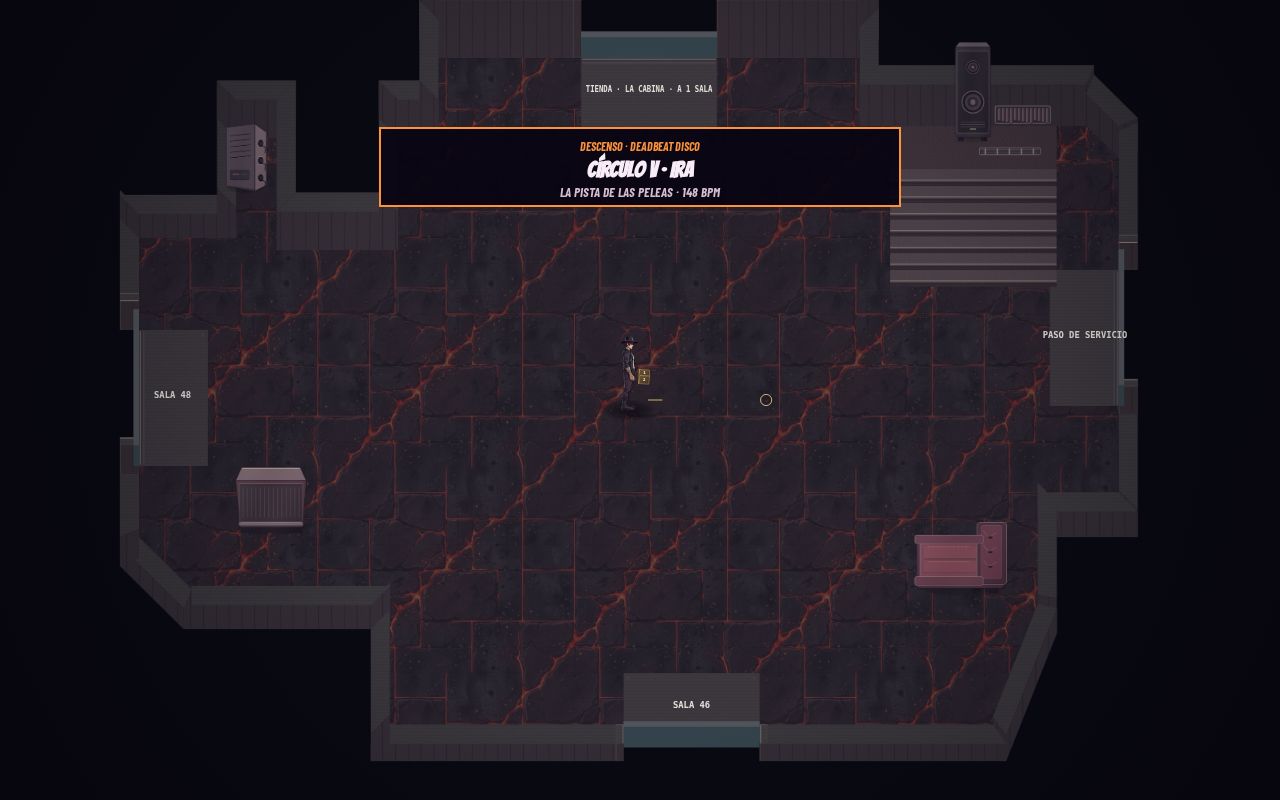 TIENDA · LA CABINA · A 1 SALA
DESCENSO · DEADBEAT DISCO
CÍRCULO V · IRA
LA PISTA DE LAS PELEAS · 148 BPM
PASO DE SERVICIO
SALA 48
SALA 46